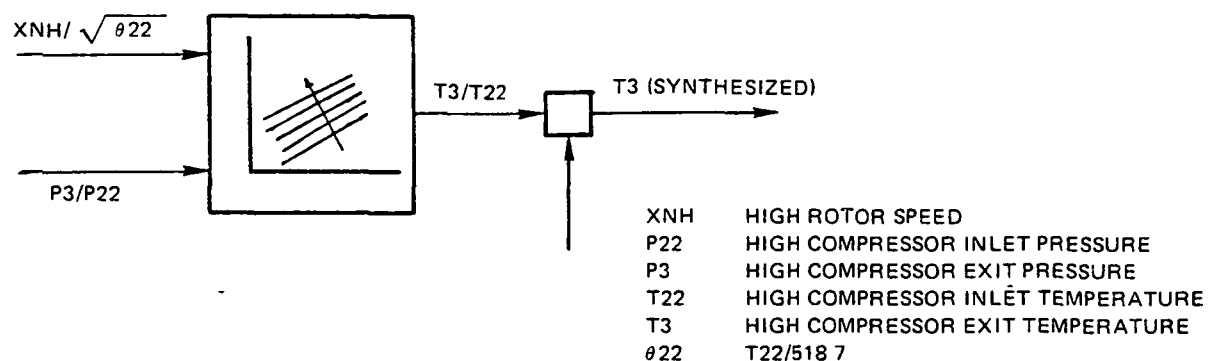 XNH/ √θ22
T3/T22
T3 (SYNTHESIZED)
P3/P22
XNH HIGH ROTOR SPEED
P22 HIGH COMPRESSOR INLET PRESSURE
P3 HIGH COMPRESSOR EXIT PRESSURE
T22 HIGH COMPRESSOR INLET TEMPERATURE
T3 HIGH COMPRESSOR EXIT TEMPERATURE
θ22 T22/518 7